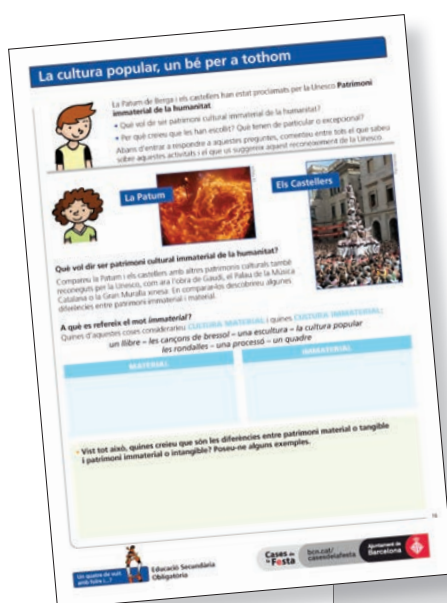 La cultura popular, un bé per a tothom
La Patum de Berga i els castellers han estat proclamats per la Unesco Patrimoni
immaterial de la humanitat.
• Què vol dir ser patrimoni cultural immaterial de la humanitat?
• Per què creieu que les han escollit? Què tenen de particular o excepcional?
Abans d'entrar a respondre a aquestes preguntes, comenteu entre tots el que sabeu
sobre aquestes activitats i el que us suggereix aquest reconeixement de la Unesco.
La Patum
Els Castellers
Què vol dir ser patrimoni cultural immaterial de la humanitat?
Compareu la Patum i els castellers amb altres patrimonis culturals també
reconeguts per la Unesco, com ara l'obra de Gaudí, el Palau de la Música
Catalana o la Gran Muralla xinesa. En comparar-los descobrireu algunes
diferències entre patrimoni immaterial i material.
A què es refereix el mot immaterial?
Quines d'aquestes coses consideraríeu CULTURA MATERIAL i quines CULTURA IMMATERIAL:
un llibre – les cançons de bressol – una escultura – la cultura popular
les rondalles – una processó – un quadre
MATERIAL
IMMATERIAL
• Vist tot això, quines creieu que són les diferències entre patrimoni material o tangible
i patrimoni immaterial o intangible? Poseu-ne alguns exemples.
Un quatre de vuit
amb folre i...?
Educació Secundària
Obligatòria
Cases de
la Festa
bcn.cat/
casesdelafesta
Ajuntament de
Barcelona